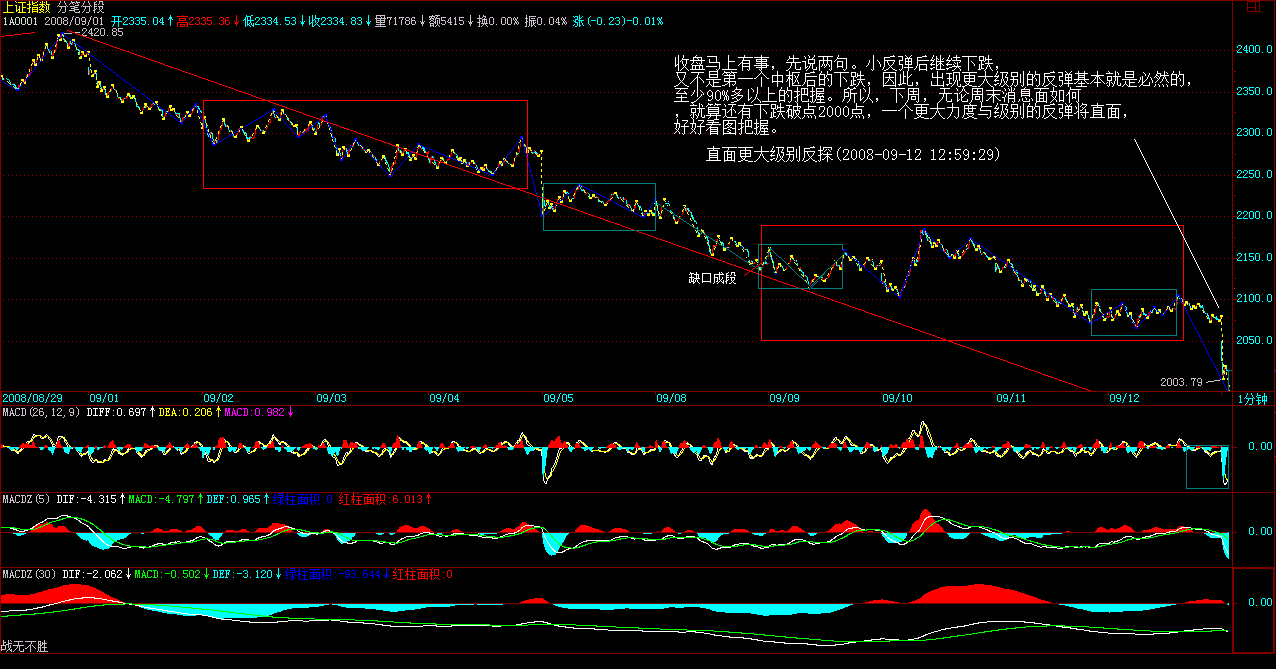 上证指数 分笔分段
1A0001 2008/09/01 开2335.04↑高2335.38↓低2334.53↓收2334.83↓量71786↓额5415↓换0.00% 振0.04% 涨(-0.23)-0.01%
2420.85
2400.0
收盘马上有事，先说两句。小反弹后继续下跌，
又不是第一个中枢后的下跌，因此，出现更大级别的反弹基本就是必然的，
至少90%多以上的把握。所以，下周，无论周末消息面如何
，就算还有下跌破点2000点，一个更大力度与级别的反弹将直面，
好好看图把握。
2350.0
2300.0
直面更大级别反探(2008-09-12 12:59:29)
2250.0
2200.0
2150.0
缺口成段
2100.0
2050.0
2003.79
2008/08/29 09/01 09/02 09/03 09/04 09/05 09/08 09/09 09/10 09/11 09/12 1分钟
MACD(26,12,9) DIFF:0.697↑DEA:0.206↑MACD:0.982↓
0.00
MACDZ(5) DIF:-4.315↑MACD:-4.797↑DEF:0.965↑绿柱面积:0 红柱面积:8.013↑
0.00
MACDZ(30) DIF:-2.062↓MACD:-0.502↓DEF:-3.120↓绿柱面积:-93.644↓红柱面积:0
0.00
战无不胜